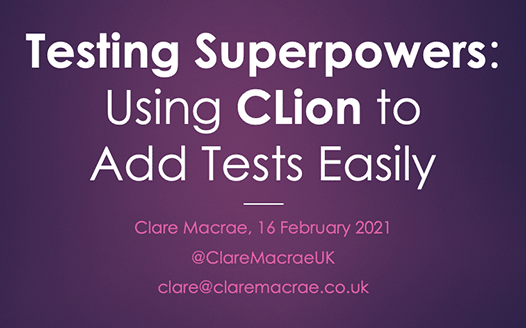 Testing Superpowers:
Using CLion to
Add Tests Easily
Clare Macrae, 16 February 2021
@ClareMacraeUK
clare@claremacrae.co.uk